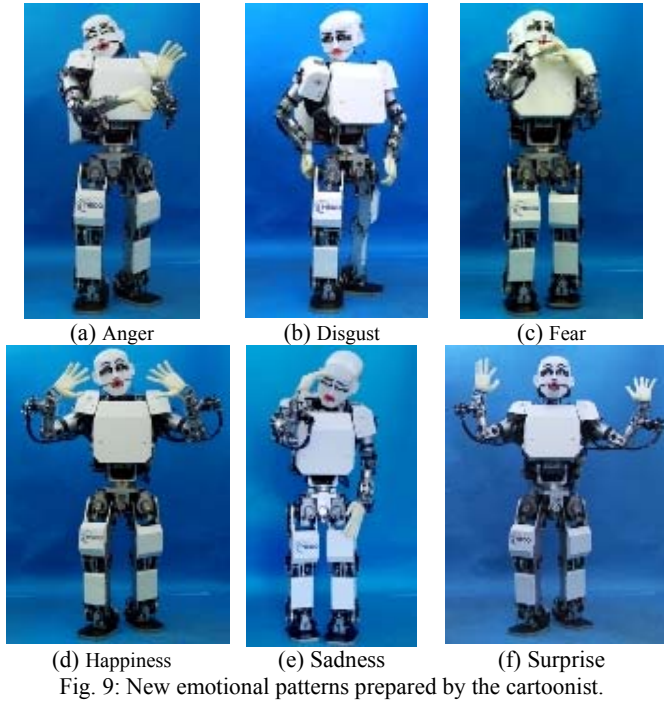 (a) Anger (b) Disgust (c) Fear
(d) Happiness (e) Sadness (f) Surprise
Fig. 9: New emotional patterns prepared by the cartoonist.